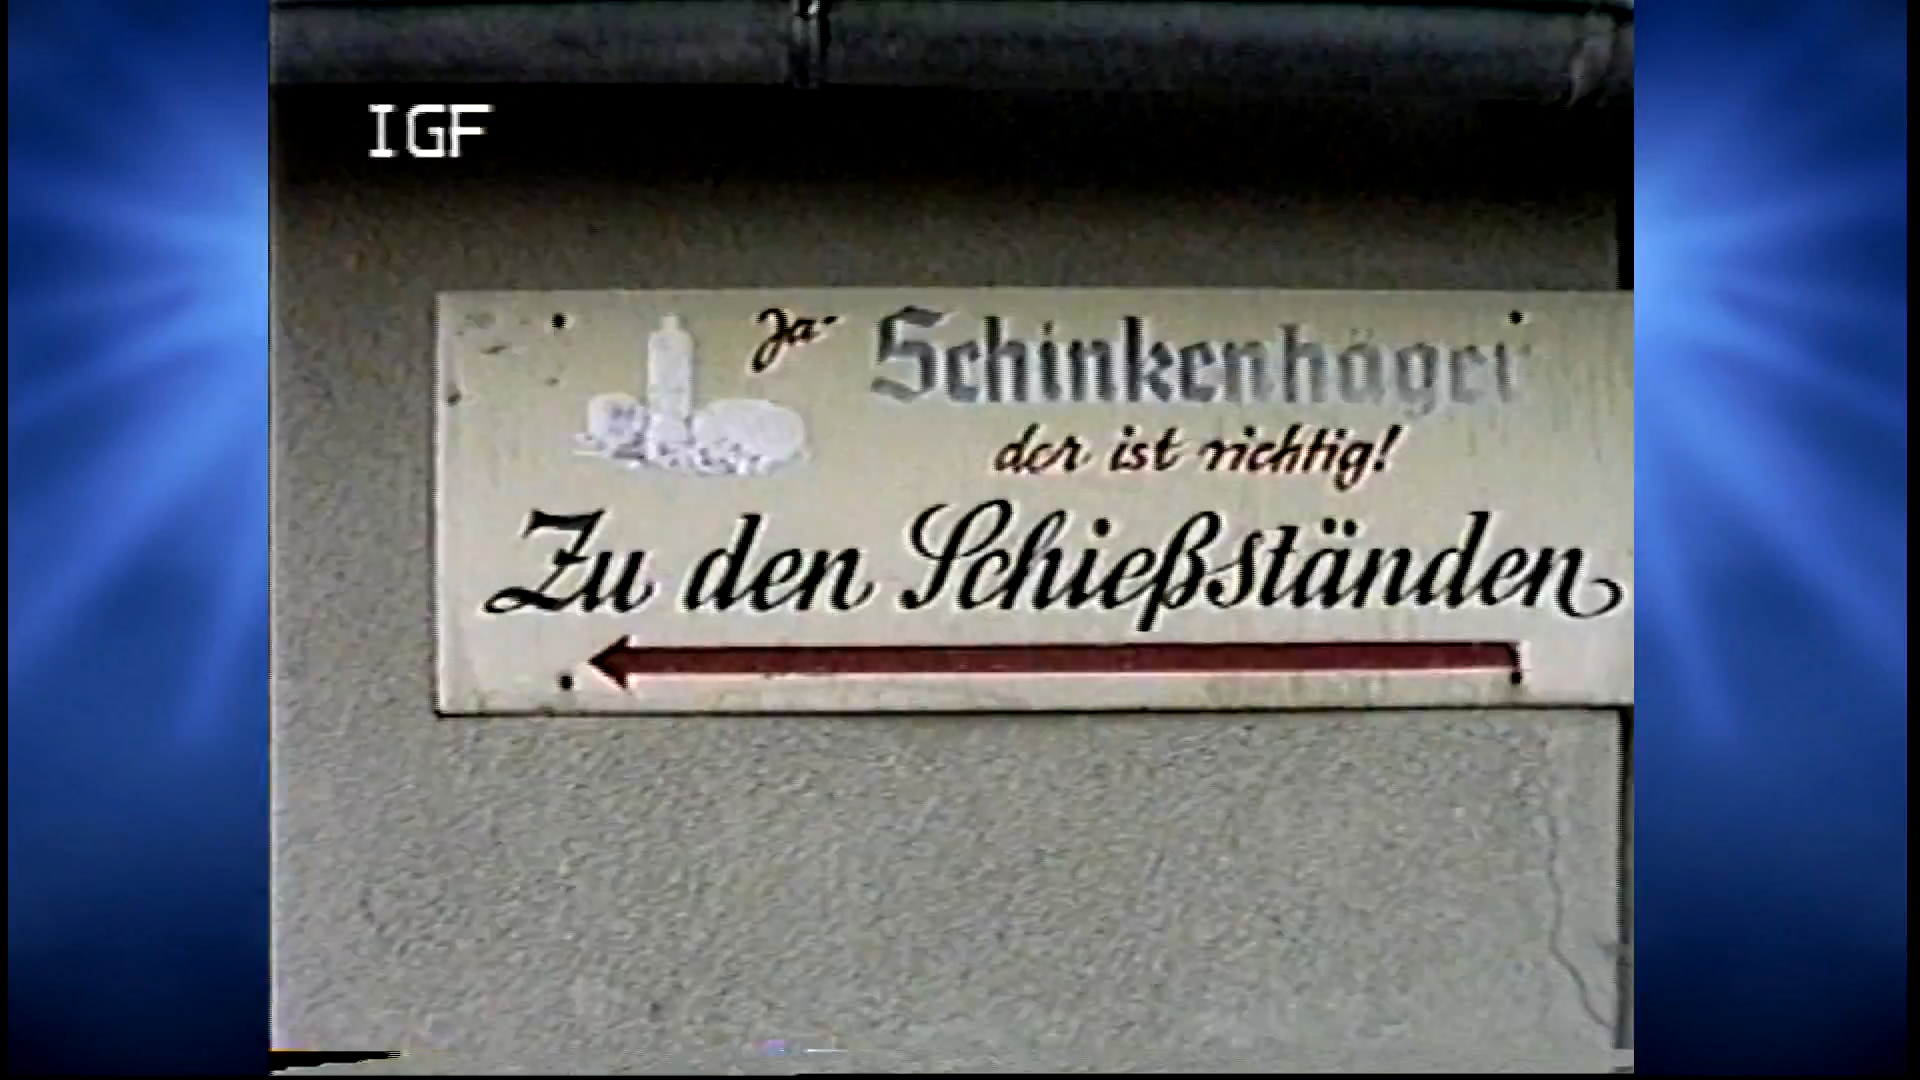 IGF
Ja-
Schinkenhäger
der ist richtig!
Zu den Schießständen